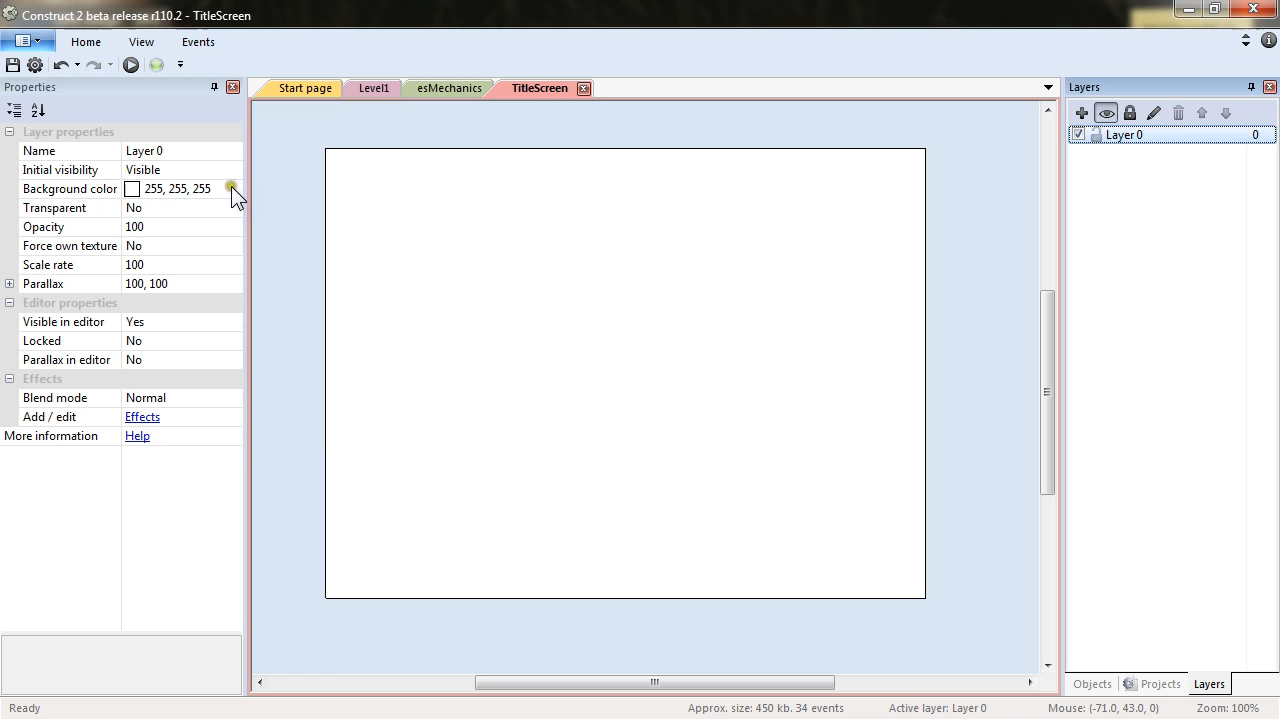 Construct 2 beta release r110.2 - TitleScreen
Home View Events
Properties
Start page Level1 esMechanics TitleScreen
Layers
Layer properties
Name Layer 0
Initial visibility Visible
Background color 255, 255, 255
Transparent No
Opacity 100
Force own texture No
Scale rate 100
Parallax 100, 100
Editor properties
Visible in editor Yes
Locked No
Parallax in editor No
Effects
Blend mode Normal
Add / edit Effects
More information Help
Layer 0 0
Objects Projects Layers
Ready Approx. size: 450 kb. 34 events Active layer: Layer 0 Mouse: (-71.0, 43.0, 0) Zoom: 100%